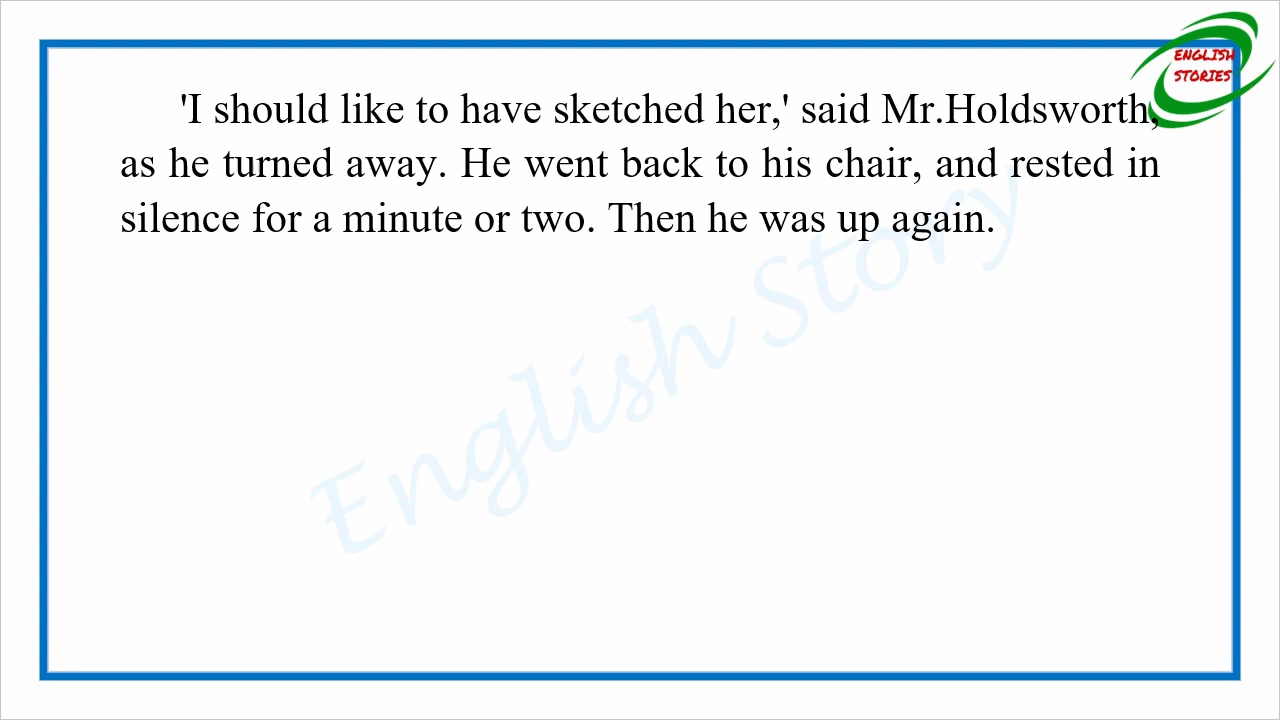 ENGLISH
STORIES
'I should like to have sketched her,' said Mr.Holdsworth,
as he turned away. He went back to his chair, and rested in
silence for a minute or two. Then he was up again.
English Story